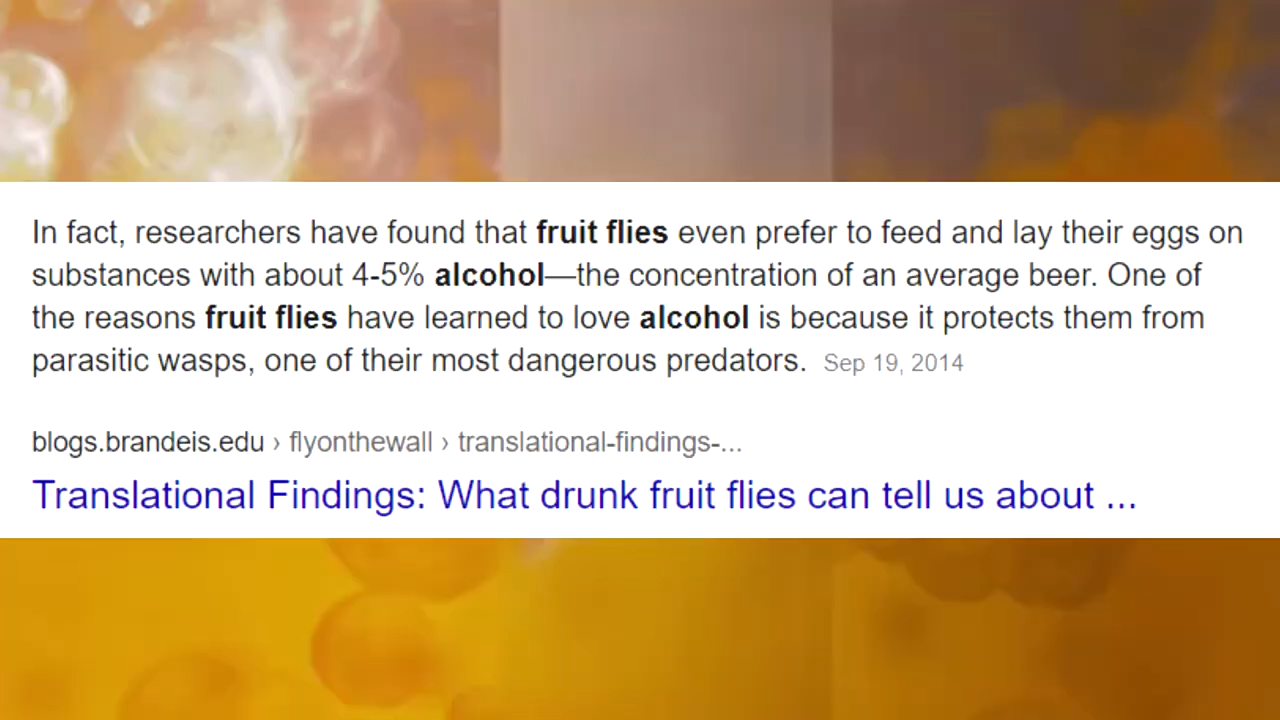 In fact, researchers have found that fruit flies even prefer to feed and lay their eggs on
substances with about 4-5% alcohol—the concentration of an average beer. One of
the reasons fruit flies have learned to love alcohol is because it protects them from
parasitic wasps, one of their most dangerous predators. Sep 19, 2014
blogs.brandeis.edu › flyonthewall › translational-findings-...
Translational Findings: What drunk fruit flies can tell us about ...